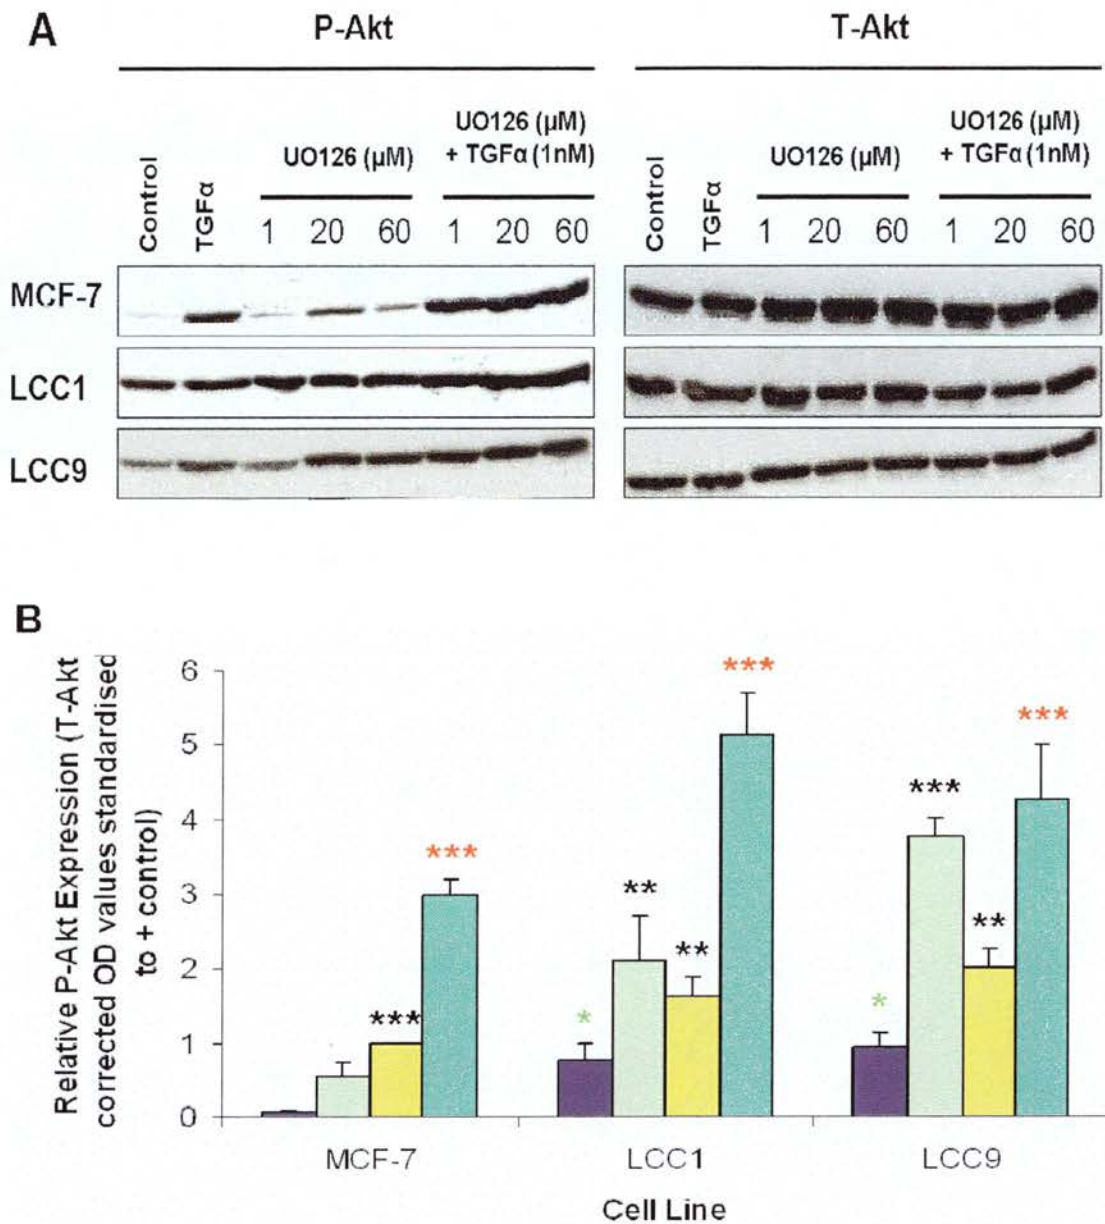 A
P-Akt
T-Akt
Control
TGFα
UO126 (µM)
UO126 (µM)
+ TGFα (1nM)
1 20 60 1 20 60
Control
TGFα
UO126 (µM)
UO126 (µM)
+ TGFα (1nM)
1 20 60 1 20 60
MCF-7
LCC1
LCC9
B
Relative P-Akt Expression (T-Akt
corrected OD values standardised
to + control)
6
5
4
3
2
1
0
***
*
**
**
***
*
***
**
***
MCF-7 LCC1 LCC9
Cell Line